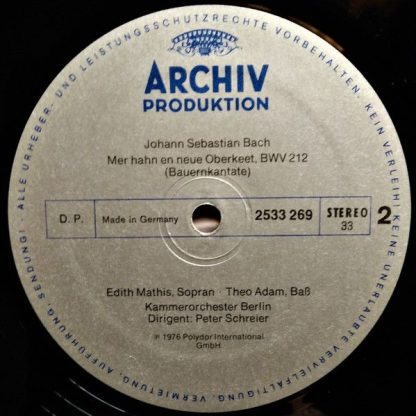 ALLE URHEBER- UND LEISTUNGSSCHUTZRECHTE VORBEHALTEN. KEIN VERLEIH! KEINE UNERLAUBTE VERVIELFÄLTIGUNG, VERMIETUNG, AUFFÜHRUNG, SENDUNG!
ARCHIV
PRODUKTION
Johann Sebastian Bach
Mer hahn en neue Oberkeet, BWV 212
(Bauernkantate)
D. P. Made in Germany 2533 269 STEREO 33 2
Edith Mathis, Sopran · Theo Adam, Baß
Kammerorchester Berlin
Dirigent: Peter Schreier
℗ 1976 Polydor International
GmbH